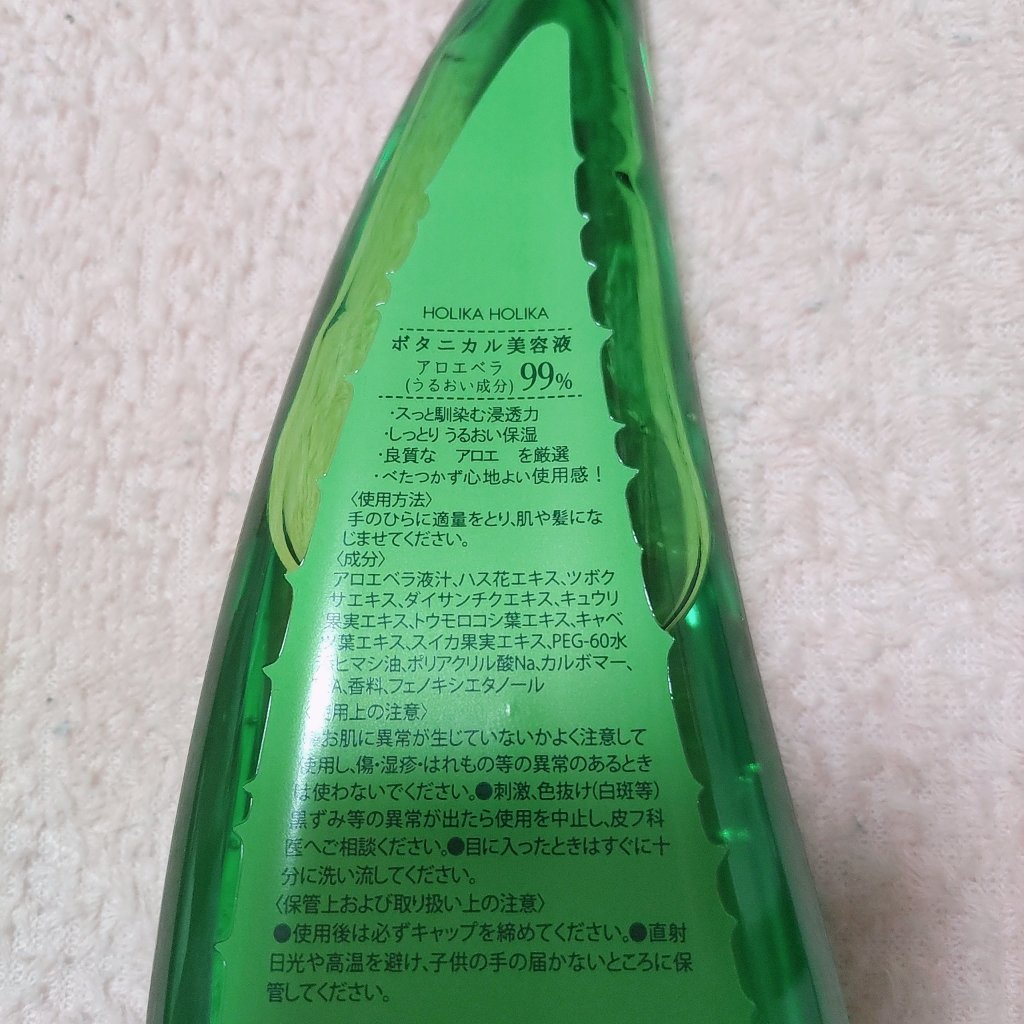 HOLIKA HOLIKA
ボタニカル美容液
アロエベラ
(うるおい成分) 99%
・スっと馴染む浸透力
・しっとり うるおい保湿
・良質な アロエ を厳選
・べたつかず心地よい使用感！
〈使用方法〉
手のひらに適量をとり、肌や髪にな
じませてください。
〈成分〉
アロエベラ液汁、ハス花エキス、ツボク
サエキス、ダイサンチクエキス、キュウリ
果実エキス、トウモロコシ葉エキス、キャベ
ツ葉エキス、スイカ果実エキス、PEG-60水
ヒマシ油、ポリアクリル酸Na、カルボマー、
A、香料、フェノキシエタノール
用上の注意〉
お肌に異常が生じていないかよく注意して
使用し、傷・湿疹・はれもの等の異常のあるとき
は使わないでください。●刺激、色抜け(白斑等)
黒ずみ等の異常が出たら使用を中止し、皮フ科
医へご相談ください。●目に入ったときはすぐに十
分に洗い流してください。
〈保管上および取り扱い上の注意〉
●使用後は必ずキャップを締めてください。●直射
日光や高温を避け、子供の手の届かないところに保
管してください。